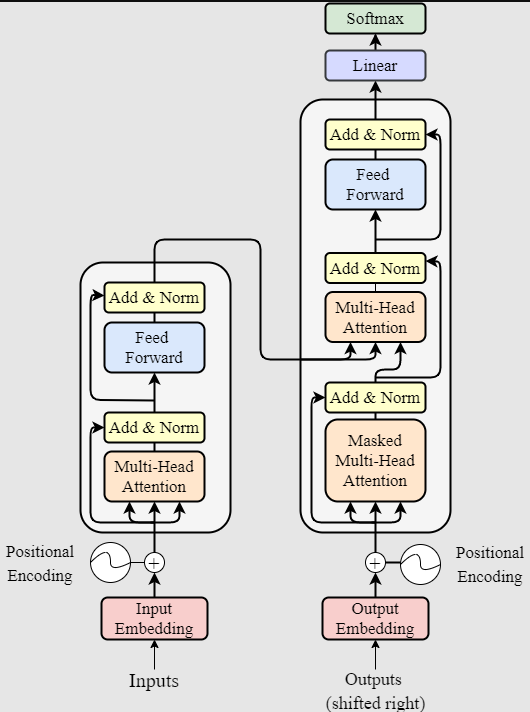 Softmax
Linear
Add & Norm
Feed
Forward
Add & Norm
Multi-Head
Attention
Add & Norm
Masked
Multi-Head
Attention
Add & Norm
Feed
Forward
Add & Norm
Multi-Head
Attention
Positional
Encoding
+
+
Positional
Encoding
Input
Embedding
Output
Embedding
Inputs
Outputs
(shifted right)